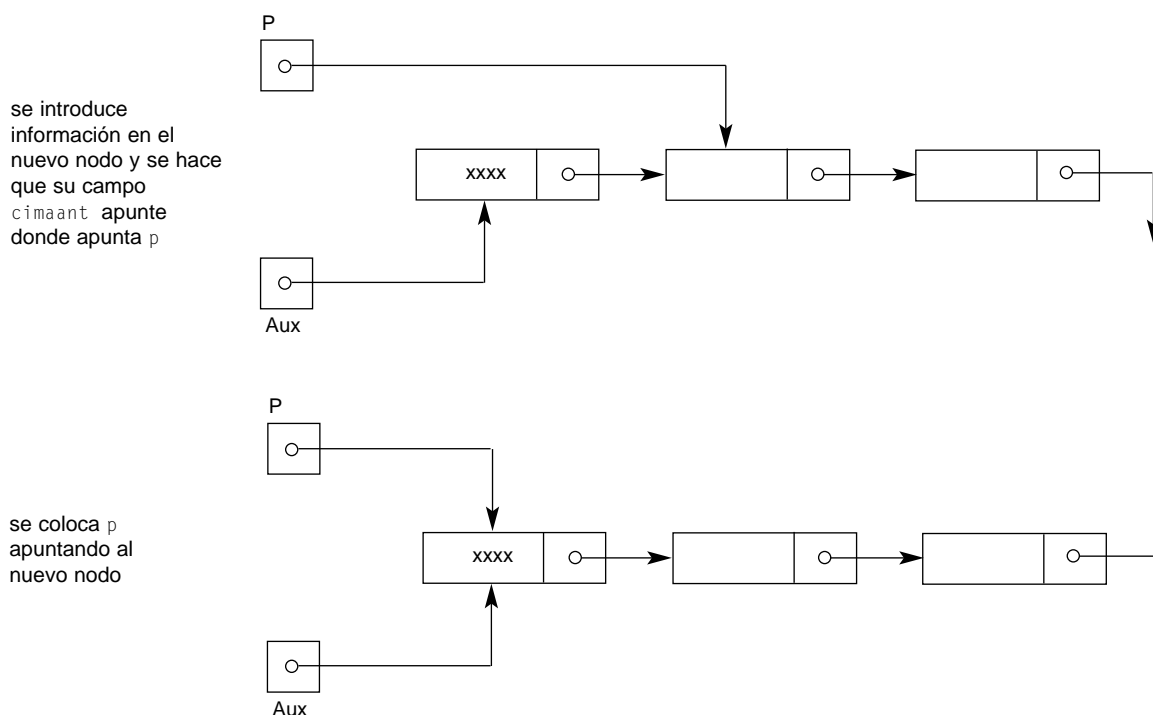 P
se introduce
información en el
nuevo nodo y se hace
que su campo
cimaant apunte
donde apunta p
xxxx
Aux
P
se coloca p
apuntando al
nuevo nodo
xxxx
Aux